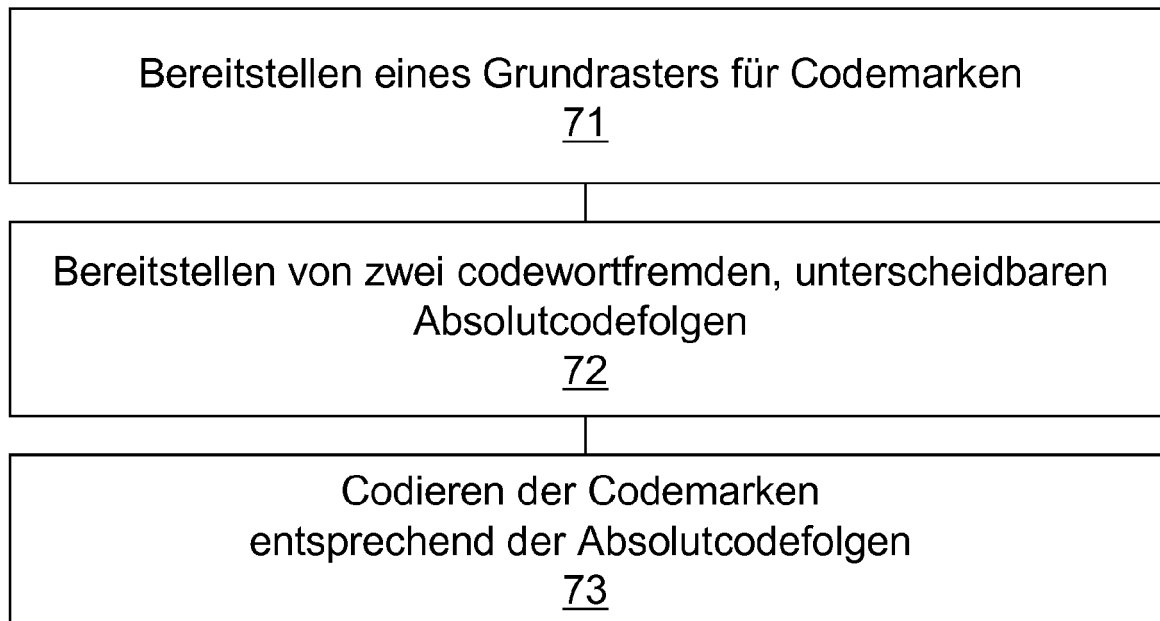 Bereitstellen eines Grundrasters für Codemarken
71
Bereitstellen von zwei codewortfremden, unterscheidbaren
Absolutcodefolgen
72
Codieren der Codemarken
entsprechend der Absolutcodefolgen
73